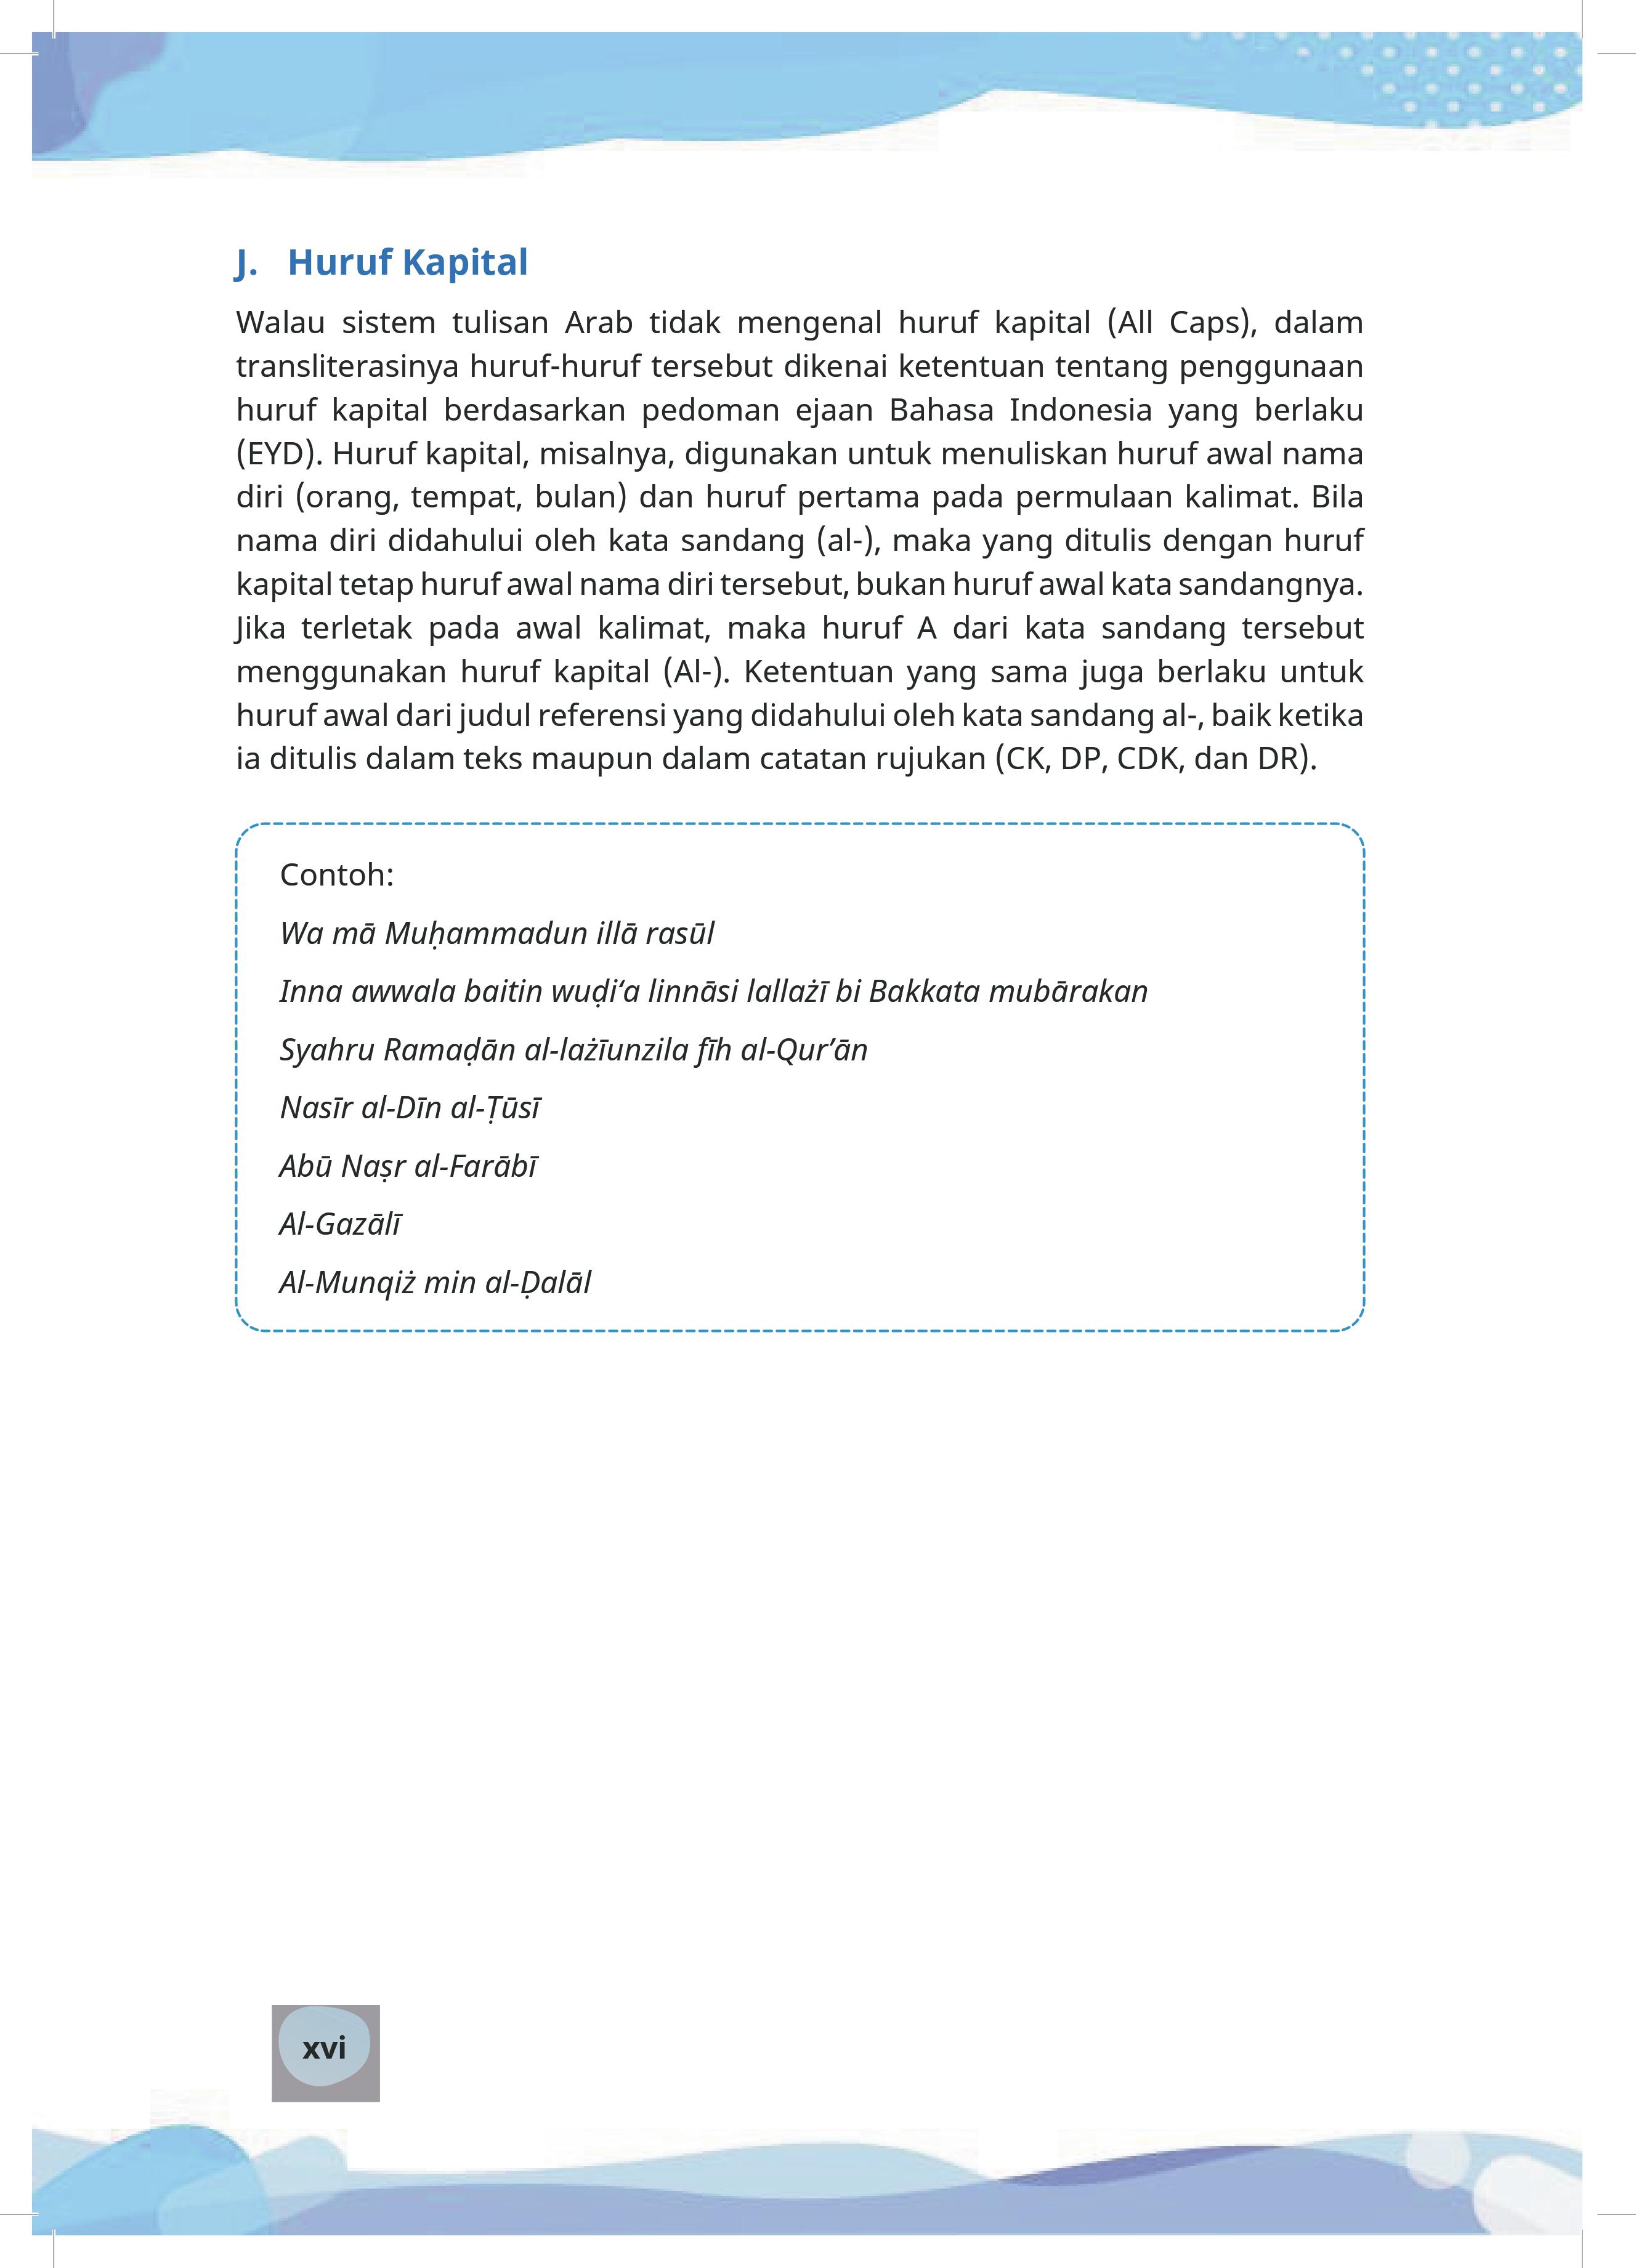 J. Huruf Kapital
Walau sistem tulisan Arab tidak mengenal huruf kapital (All Caps), dalam
transliterasinya huruf-huruf tersebut dikenai ketentuan tentang penggunaan
huruf kapital berdasarkan pedoman ejaan Bahasa Indonesia yang berlaku
(EYD). Huruf kapital, misalnya, digunakan untuk menuliskan huruf awal nama
diri (orang, tempat, bulan) dan huruf pertama pada permulaan kalimat. Bila
nama diri didahului oleh kata sandang (al-), maka yang ditulis dengan huruf
kapital tetap huruf awal nama diri tersebut, bukan huruf awal kata sandangnya.
Jika terletak pada awal kalimat, maka huruf A dari kata sandang tersebut
menggunakan huruf kapital (Al-). Ketentuan yang sama juga berlaku untuk
huruf awal dari judul referensi yang didahului oleh kata sandang al-, baik ketika
ia ditulis dalam teks maupun dalam catatan rujukan (CK, DP, CDK, dan DR).
Contoh:
Wa mā Muḥammadun illā rasūl
Inna awwala baitin wuḍi‘a linnāsi lallażī bi Bakkata mubārakan
Syahru Ramaḍān al-lażīunzila fīh al-Qur’ān
Nasīr al-Dīn al-Ṭūsī
Abū Naṣr al-Farābī
Al-Gazālī
Al-Munqiż min al-Ḍalāl
xvi